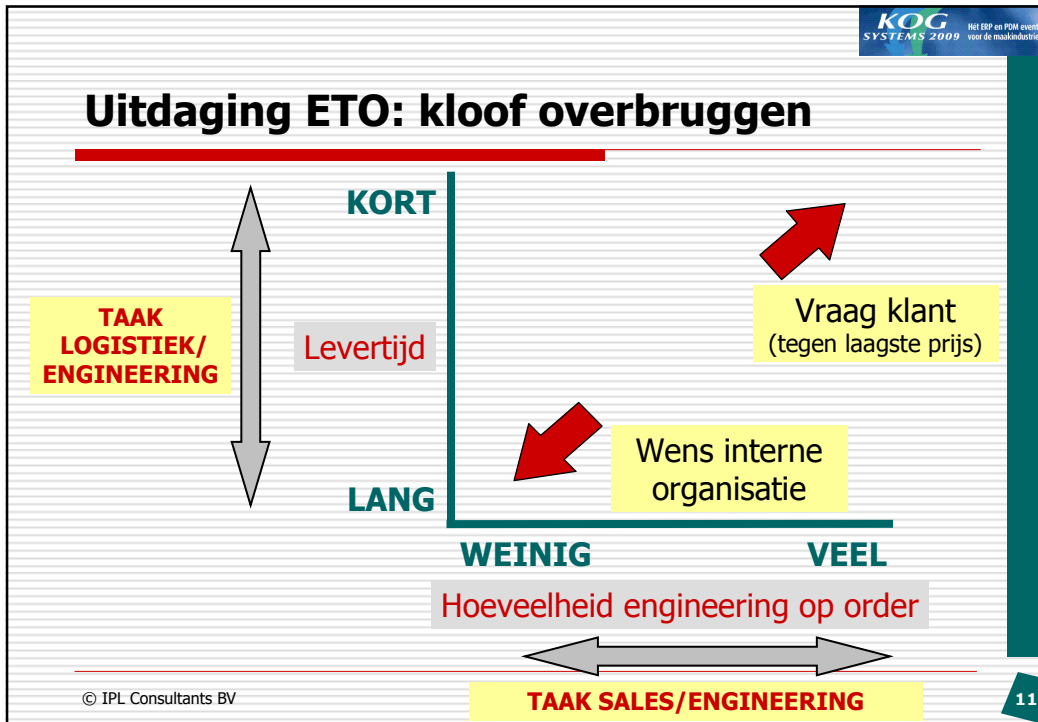 KOG
SYSTEMS 2009
Hét ERP en PDM event
voor de maakindustrie
Uitdaging ETO: kloof overbruggen
KORT
TAAK
LOGISTIEK/
ENGINEERING
Levertijd
Vraag klant
(tegen laagste prijs)
Wens interne
organisatie
LANG
WEINIG
VEEL
Hoeveelheid engineering op order
© IPL Consultants BV
TAAK SALES/ENGINEERING
11